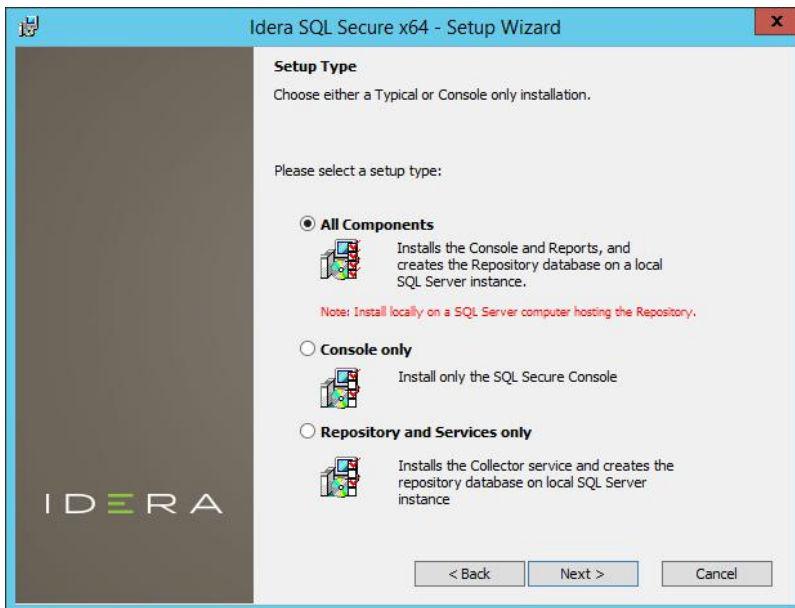 Idera SQL Secure x64 - Setup Wizard
x
Setup Type
Choose either a Typical or Console only installation.
Please select a setup type:
All Components
Installs the Console and Reports, and
creates the Repository database on a local
SQL Server instance.
Note: Install locally on a SQL Server computer hosting the Repository.
Console only
Install only the SQL Secure Console
Repository and Services only
Installs the Collector service and creates the
repository database on local SQL Server
instance
IDERA
< Back
Next >
Cancel